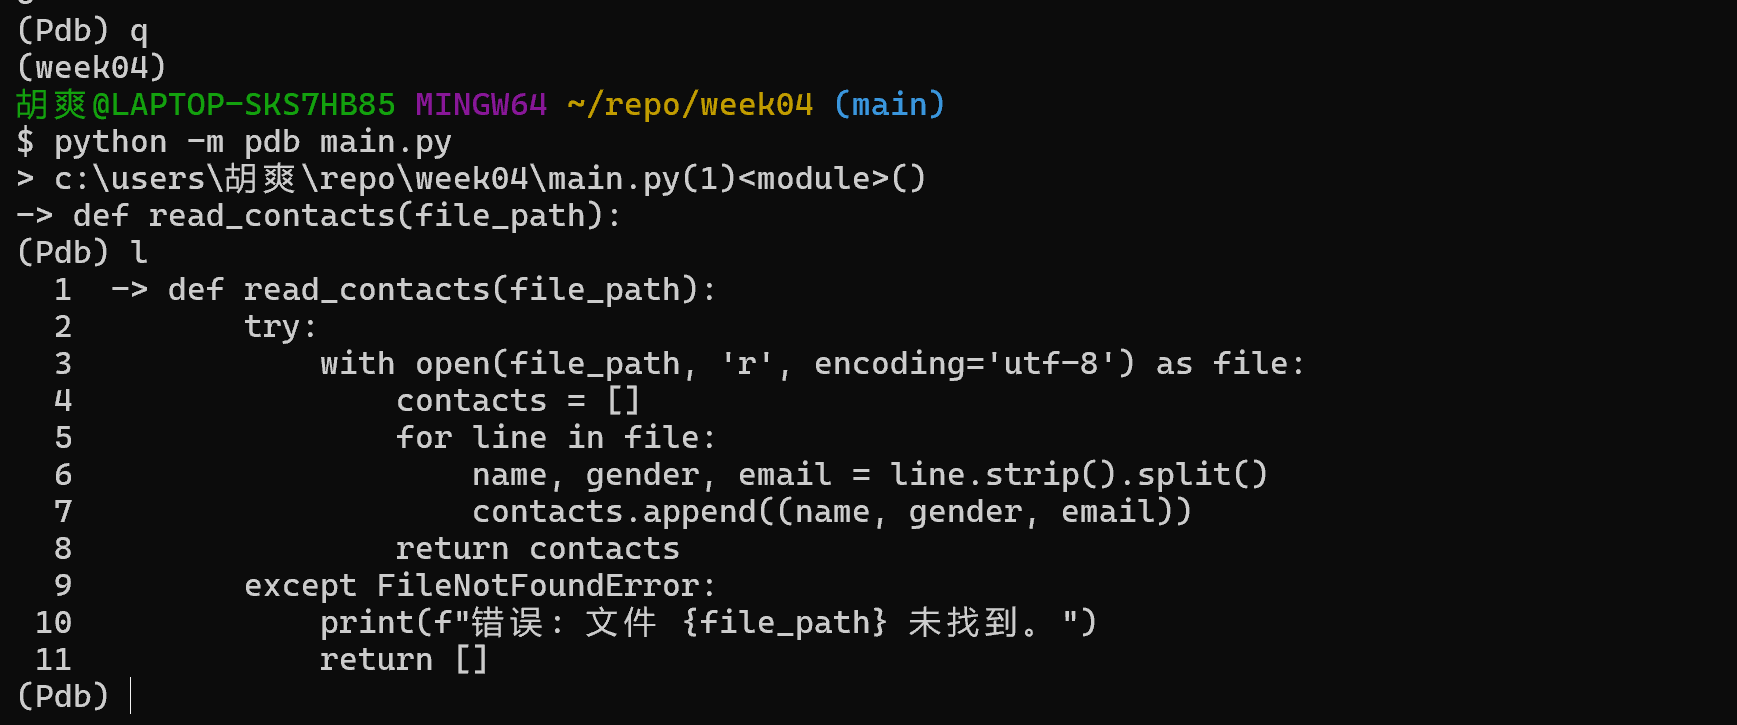 (Pdb) q
(week04)
胡爽@LAPTOP-SKS7HB85 MINGW64 ~/repo/week04 (main)
$ python -m pdb main.py
> c:\users\胡爽\repo\week04\main.py(1)<module>()
-> def read_contacts(file_path):
(Pdb) l
  1  -> def read_contacts(file_path):
  2         try:
  3             with open(file_path, 'r', encoding='utf-8') as file:
  4                 contacts = []
  5                 for line in file:
  6                     name, gender, email = line.strip().split()
  7                     contacts.append((name, gender, email))
  8                 return contacts
  9         except FileNotFoundError:
 10             print(f"错误: 文件 {file_path} 未找到。")
 11             return []
(Pdb)